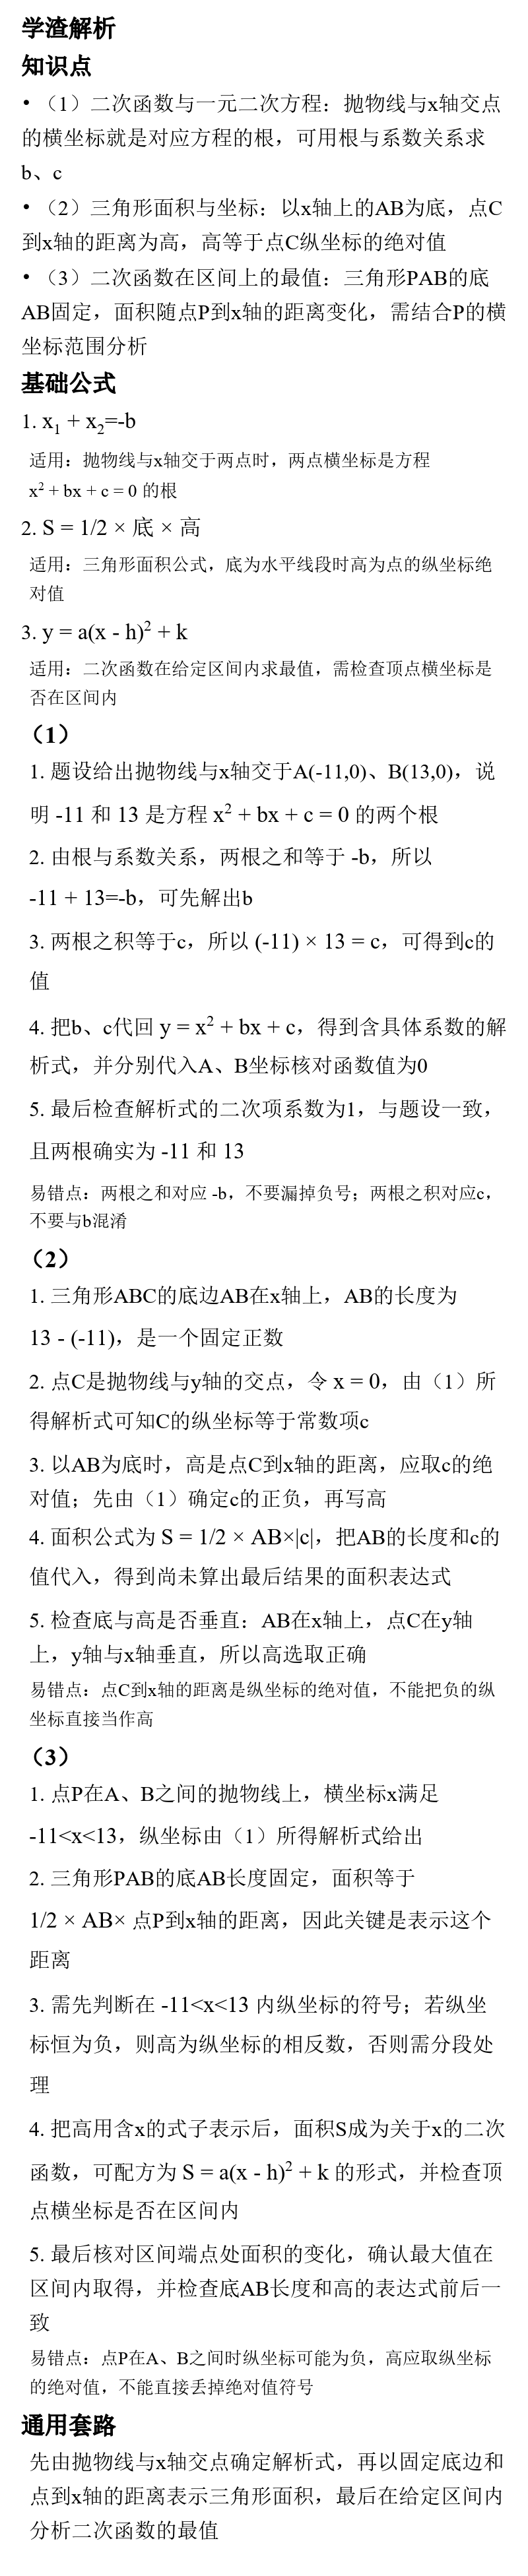 学渣解析
知识点
• （1）二次函数与一元二次方程：抛物线与x轴交点
的横坐标就是对应方程的根，可用根与系数关系求
b、c
• （2）三角形面积与坐标：以x轴上的AB为底，点C
到x轴的距离为高，高等于点C纵坐标的绝对值
• （3）二次函数在区间上的最值：三角形PAB的底
AB固定，面积随点P到x轴的距离变化，需结合P的横
坐标范围分析
基础公式
1. x₁ + x₂=-b
适用：抛物线与x轴交于两点时，两点横坐标是方程
x² + bx + c = 0 的根
2. S = 1/2 × 底 × 高
适用：三角形面积公式，底为水平线段时高为点的纵坐标绝
对值
3. y = a(x - h)² + k
适用：二次函数在给定区间内求最值，需检查顶点横坐标是
否在区间内
（1）
1. 题设给出抛物线与x轴交于A(-11,0)、B(13,0)，说
明 -11 和 13 是方程 x² + bx + c = 0 的两个根
2. 由根与系数关系，两根之和等于 -b，所以
-11 + 13=-b，可先解出b
3. 两根之积等于c，所以 (-11) × 13 = c，可得到c的
值
4. 把b、c代回 y = x² + bx + c，得到含具体系数的解
析式，并分别代入A、B坐标核对函数值为0
5. 最后检查解析式的二次项系数为1，与题设一致，
且两根确实为 -11 和 13
易错点：两根之和对应 -b，不要漏掉负号；两根之积对应c，
不要与b混淆
（2）
1. 三角形ABC的底边AB在x轴上，AB的长度为
13 - (-11)，是一个固定正数
2. 点C是抛物线与y轴的交点，令 x = 0，由（1）所
得解析式可知C的纵坐标等于常数项c
3. 以AB为底时，高是点C到x轴的距离，应取c的绝
对值；先由（1）确定c的正负，再写高
4. 面积公式为 S = 1/2 × AB×|c|，把AB的长度和c的
值代入，得到尚未算出最后结果的面积表达式
5. 检查底与高是否垂直：AB在x轴上，点C在y轴
上，y轴与x轴垂直，所以高选取正确
易错点：点C到x轴的距离是纵坐标的绝对值，不能把负的纵
坐标直接当作高
（3）
1. 点P在A、B之间的抛物线上，横坐标x满足
-11<x<13，纵坐标由（1）所得解析式给出
2. 三角形PAB的底AB长度固定，面积等于
1/2 × AB× 点P到x轴的距离，因此关键是表示这个
距离
3. 需先判断在 -11<x<13 内纵坐标的符号；若纵坐
标恒为负，则高为纵坐标的相反数，否则需分段处
理
4. 把高用含x的式子表示后，面积S成为关于x的二次
函数，可配方为 S = a(x - h)² + k 的形式，并检查顶
点横坐标是否在区间内
5. 最后核对区间端点处面积的变化，确认最大值在
区间内取得，并检查底AB长度和高的表达式前后一
致
易错点：点P在A、B之间时纵坐标可能为负，高应取纵坐标
的绝对值，不能直接丢掉绝对值符号
通用套路
先由抛物线与x轴交点确定解析式，再以固定底边和
点到x轴的距离表示三角形面积，最后在给定区间内
分析二次函数的最值